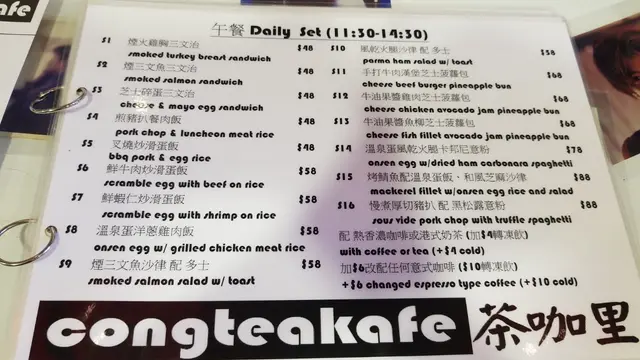 kafe
午餐 Daily Set (11:30-14:30)
S1 煙火雞胸三文治 $48
smoked turkey breast sandwich
S2 煙三文魚三文治 $48
smoked salmon sandwich
S3 芝士碎蛋三文治 $48
cheese & mayo egg sandwich
S4 煎豬扒餐肉飯 $48
pork chop & luncheon meat rice
S5 叉燒炒滑蛋飯 $48
bbq pork & egg rice
S6 鮮牛肉炒滑蛋飯 $58
scramble egg with beef on rice
S7 鮮蝦仁炒滑蛋飯 $58
scramble egg with shrimp on rice
S8 溫泉蛋洋蔥雞肉飯 $58
onsen egg w/ grilled chicken meat rice
S9 煙三文魚沙律 配 多士 $58
smoked salmon salad w/ toast
S10 風乾火腿沙律 配 多士 $58
parma ham salad w/ toast
S11 手打牛肉漢堡芝士菠蘿包 $68
cheese beef burger pineapple bun
S12 牛油果醬雞肉芝士菠蘿包 $68
cheese chicken avocado jam pineapple bun
S13 牛油果醬魚柳芝士菠蘿包 $68
cheese fish fillet avocado jam pineapple bun
S14 溫泉蛋風乾火腿卡邦尼意粉 $78
onsen egg w/dried ham carbonara spaghetti
S15 烤鯖魚配溫泉蛋飯、和風芝麻沙律 $88
mackerel fillet w/onsen egg rice and salad
S16 慢煮厚切豬扒 配 黑松露意粉 $88
sous vide pork chop with truffle spaghetti
配 熱香濃咖啡或港式奶茶 (加$4轉凍飲)
with coffee or tea (+$4 cold)
加$6改配任何意式咖啡 ($10轉凍飲)
+$6 changed espresso type coffee (+$10 cold)
congteakafe 茶咖里